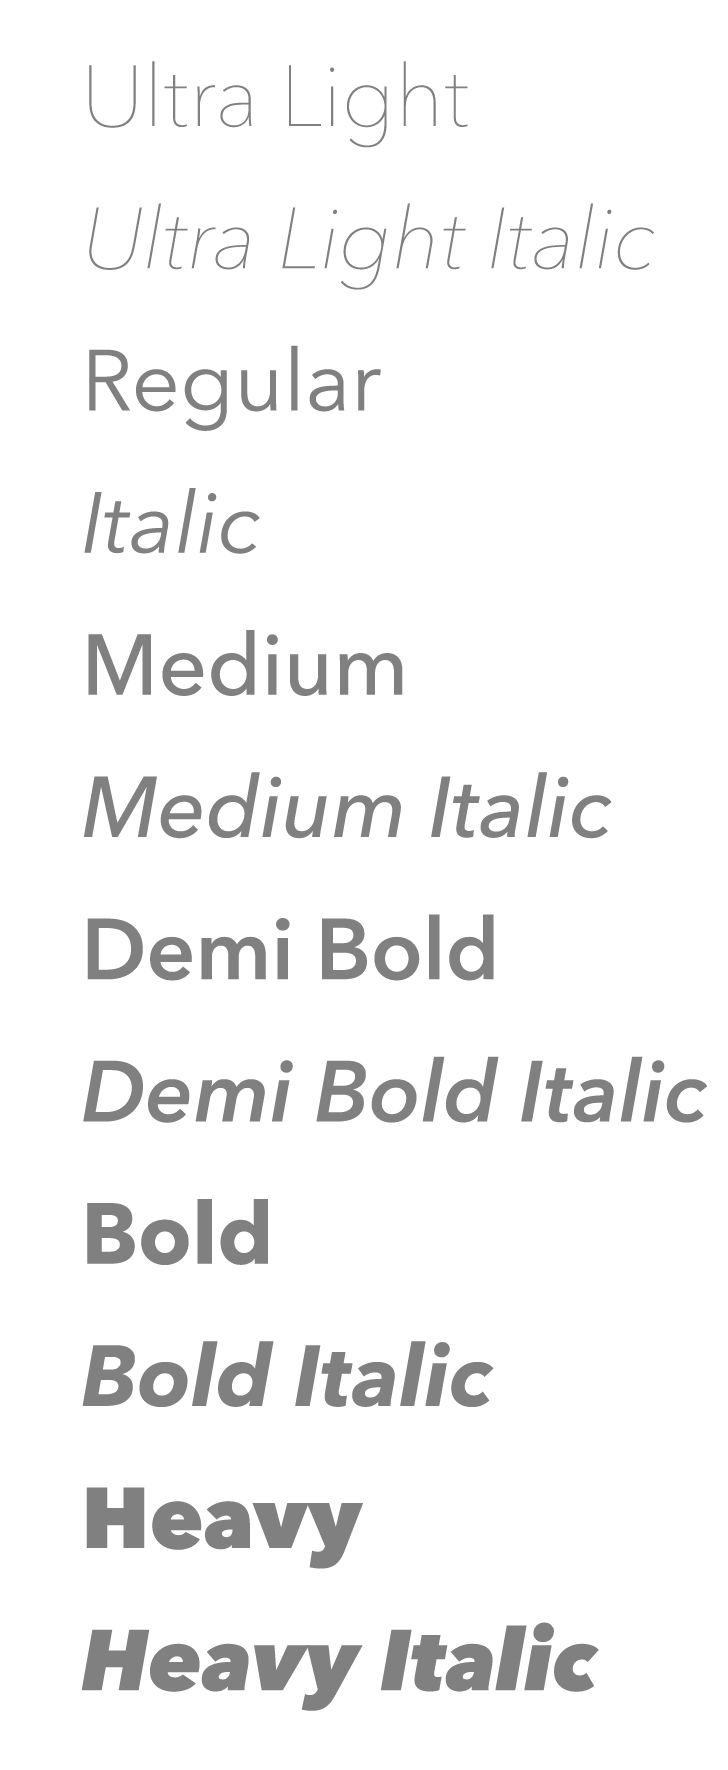 Ultra Light
Ultra Light Italic
Regular
Italic
Medium
Medium Italic
Demi Bold
Demi Bold Italic
Bold
Bold Italic
Heavy
Heavy Italic